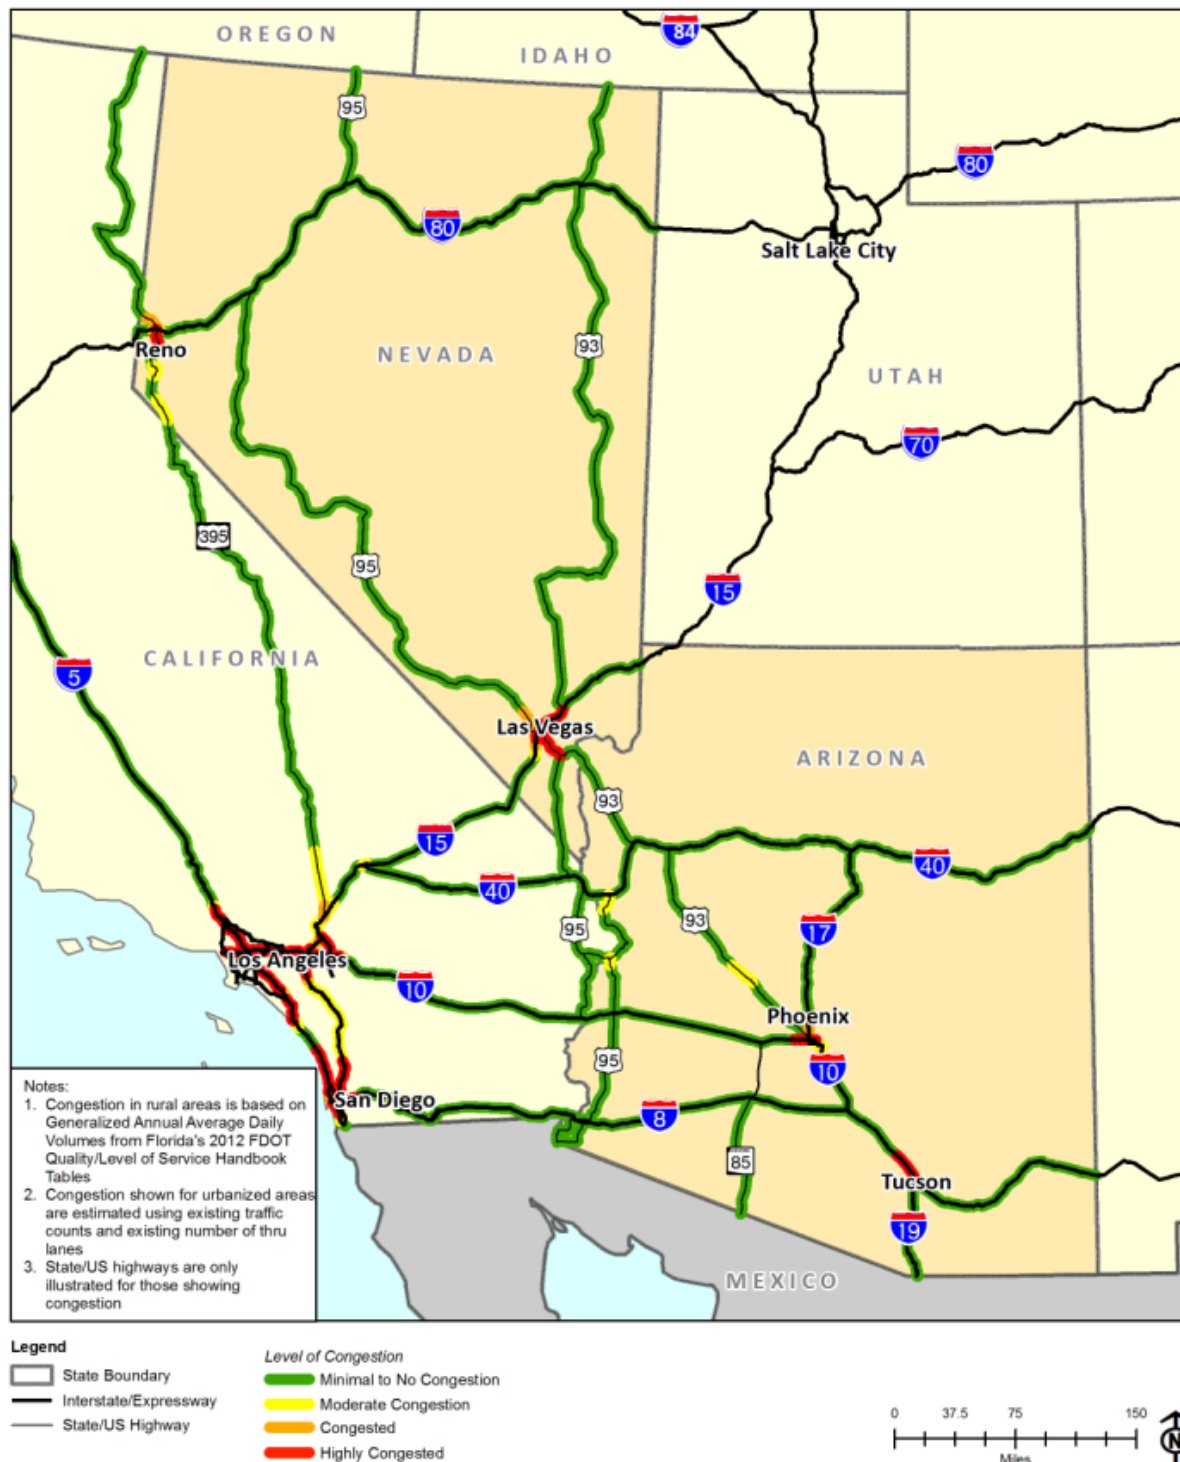 OREGON
IDAHO
84
95
80
80
Salt Lake City
Reno
NEVADA
93
UTAH
70
395
95
15
CALIFORNIA
5
Las Vegas
ARIZONA
93
15
40
40
95
93
17
Los Angeles
10
Phoenix
95
10
San Diego
8
85
Tucson
19
MEXICO
Notes:
1. Congestion in rural areas is based on
Generalized Annual Average Daily
Volumes from Florida's 2012 FDOT
Quality/Level of Service Handbook
Tables
2. Congestion shown for urbanized areas
are estimated using existing traffic
counts and existing number of thru
lanes
3. State/US highways are only
illustrated for those showing
congestion
Legend
State Boundary
Interstate/Expressway
State/US Highway
Level of Congestion
Minimal to No Congestion
Moderate Congestion
Congested
Highly Congested
0 37.5 75 150
Miles
N